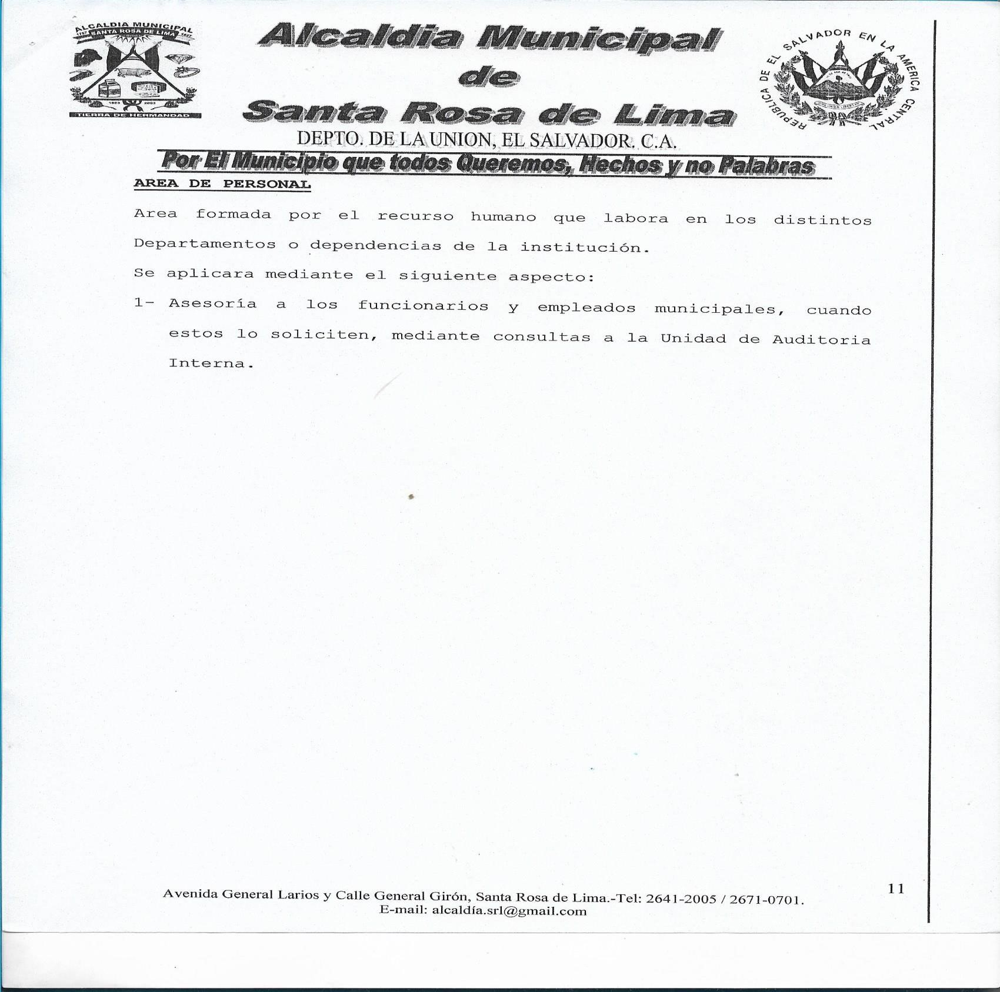 ALCALDIA MUNICIPAL
SANTA ROSA DE LIMA
TIERRA DE HERMANDAD
Alcaldia Municipal
de
Santa Rosa de Lima
REPUBLICA DE EL SALVADOR EN LA AMERICA CENTRAL
DEPTO. DE LA UNION, EL SALVADOR. C.A.
Por El Municipio que todos Queremos, Hechos y no Palabras
AREA DE PERSONAL
Area formada por el recurso humano que labora en los distintos
Departamentos o dependencias de la institución.
Se aplicara mediante el siguiente aspecto:
1- Asesoría a los funcionarios y empleados municipales, cuando
estos lo soliciten, mediante consultas a la Unidad de Auditoria
Interna.
11
Avenida General Larios y Calle General Girón, Santa Rosa de Lima.-Tel: 2641-2005 / 2671-0701.
E-mail: alcaldía.srl@gmail.com